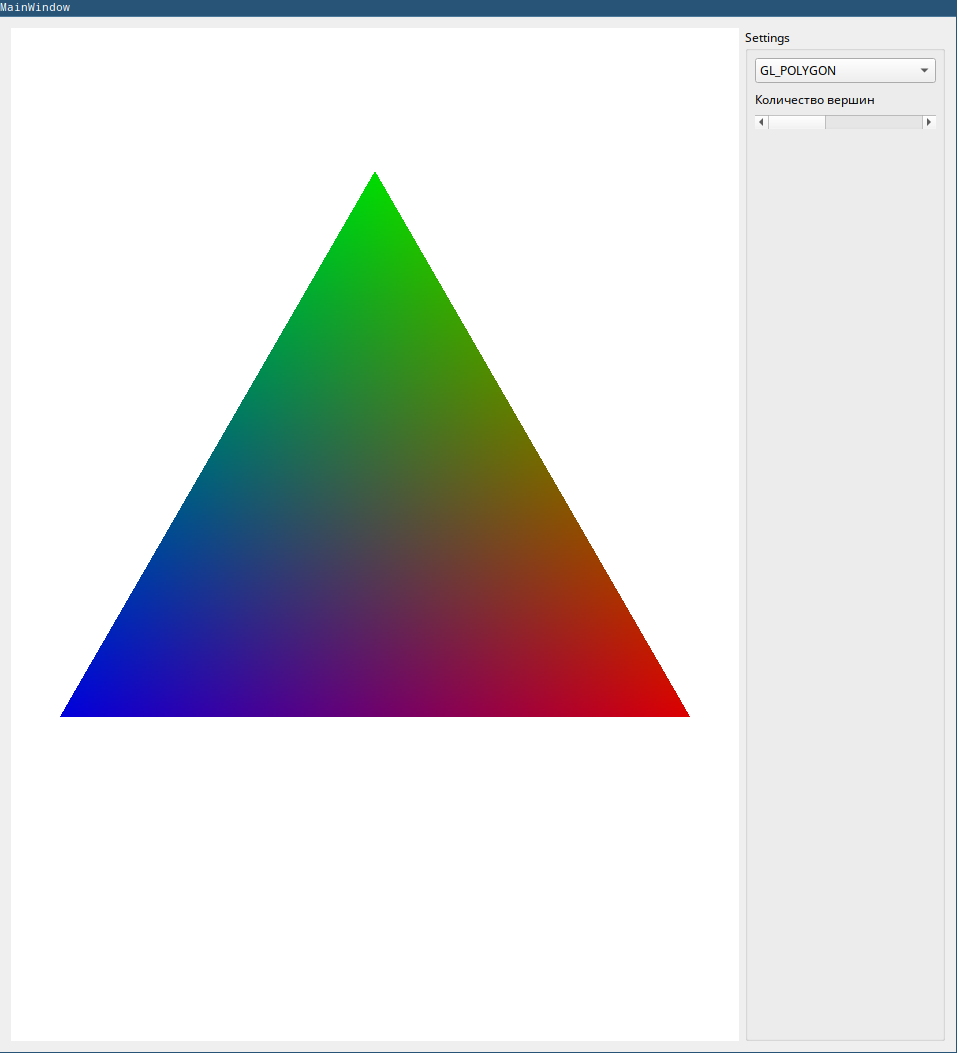 MainWindow
Settings
GL_POLYGON
Количество вершин